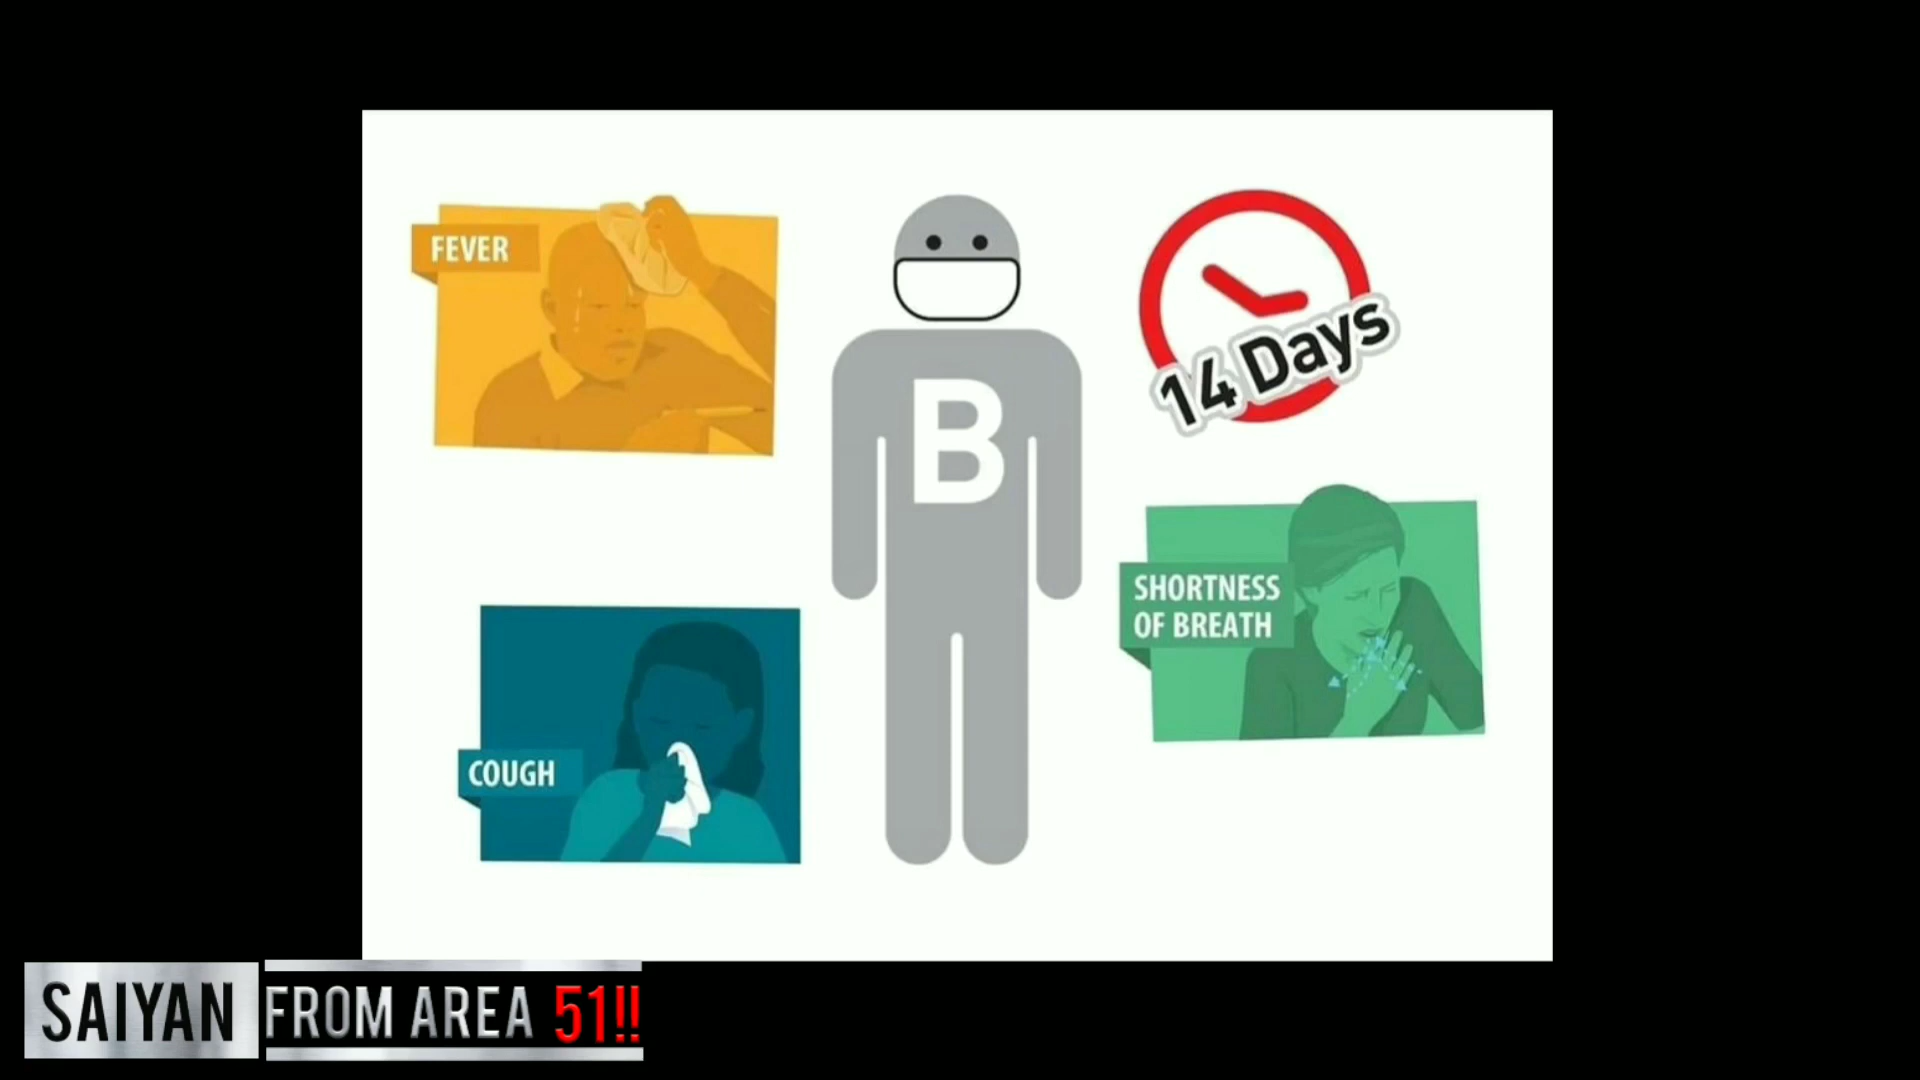 FEVER
14 Days
B
SHORTNESS
OF BREATH
COUGH
SAIYAN FROM AREA 51!!